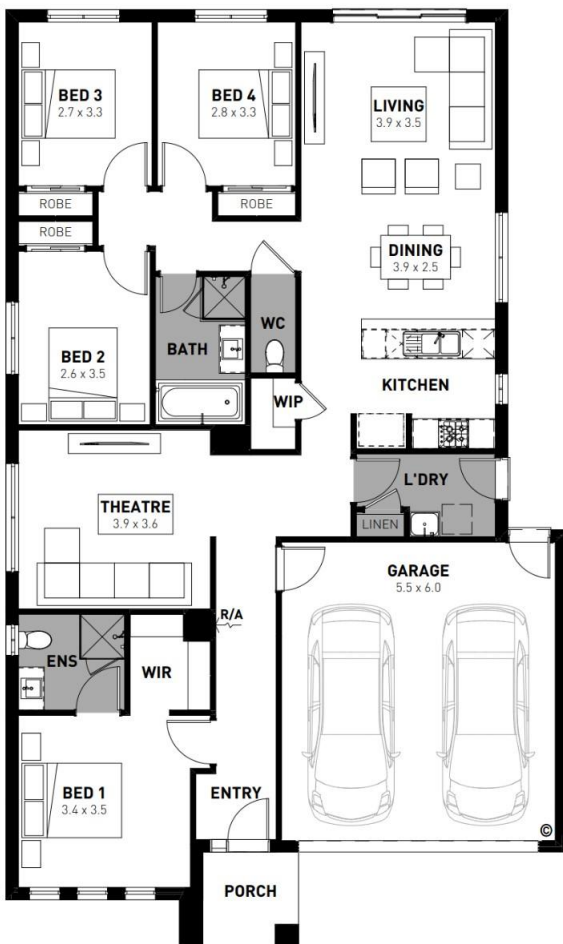 BED 3
2.7 x 3.3
BED 4
2.8 x 3.3
LIVING
3.9 x 3.5
ROBE
ROBE
ROBE
DINING
3.9 x 2.5
BED 2
2.6 x 3.5
BATH
WC
KITCHEN
WIP
THEATRE
3.9 x 3.6
L'DRY
LINEN
GARAGE
5.5 x 6.0
R/A
ENS
WIR
BED 1
3.4 x 3.5
ENTRY
©
PORCH